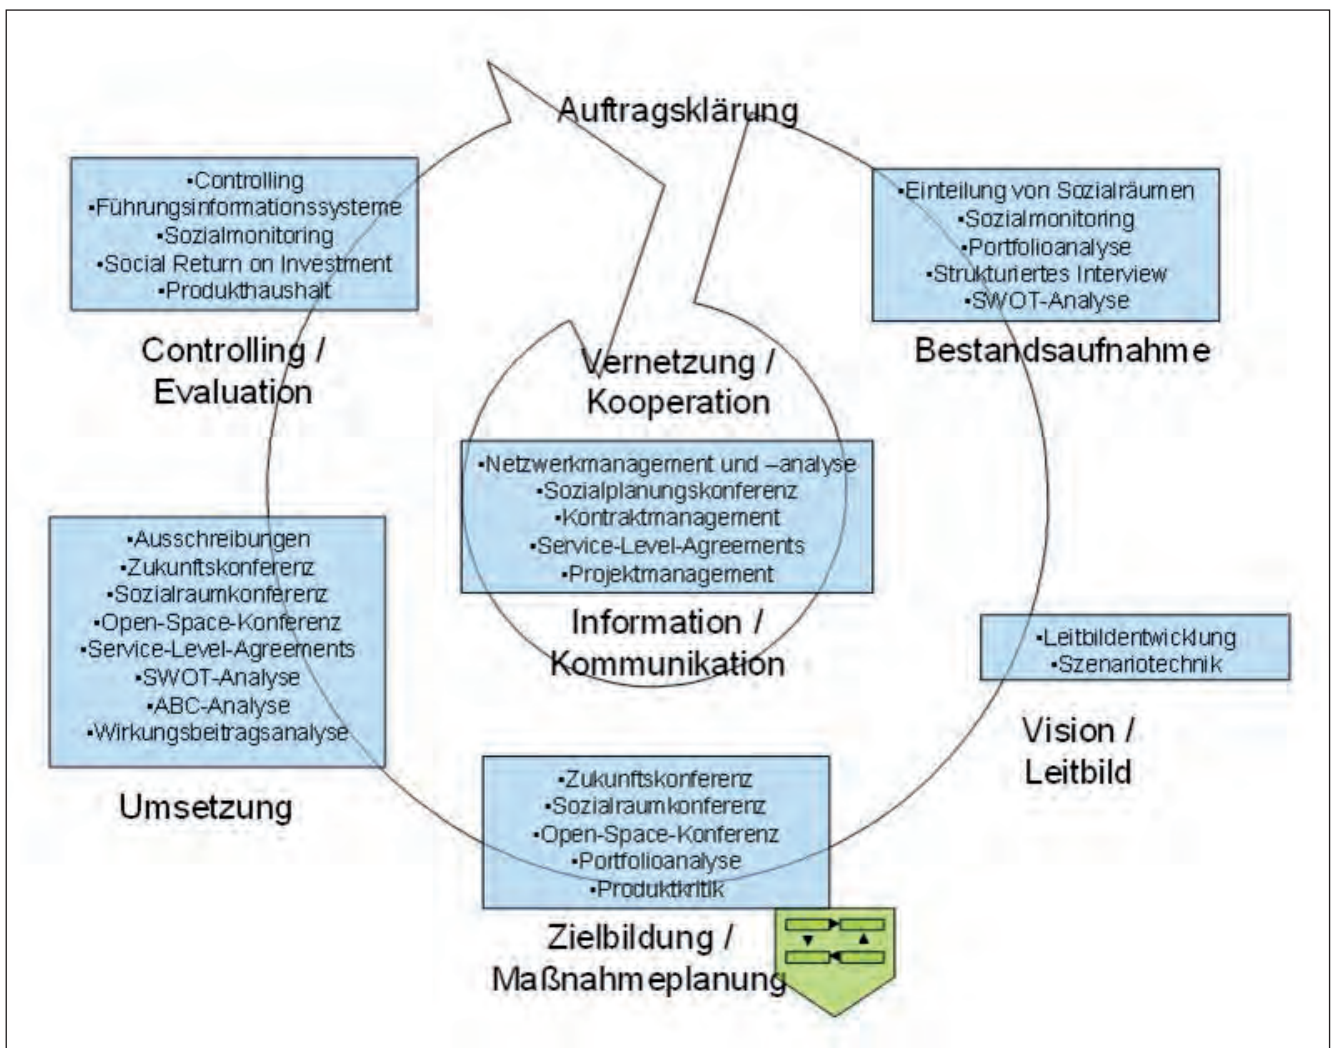 Auftragsklärung
▪Controlling
▪Führungsinformationssysteme
▪Sozialmonitoring
▪Social Return on Investment
▪Produkthaushalt
Controlling /
Evaluation
▪Einteilung von Sozialräumen
▪Sozialmonitoring
▪Portfolioanalyse
▪Strukturiertes Interview
▪SWOT-Analyse
Bestandsaufnahme
Vernetzung /
Kooperation
▪Netzwerkmanagement und –analyse
▪Sozialplanungskonferenz
▪Kontraktmanagement
▪Service-Level-Agreements
▪Projektmanagement
Information /
Kommunikation
▪Ausschreibungen
▪Zukunftskonferenz
▪Sozialraumkonferenz
▪Open-Space-Konferenz
▪Service-Level-Agreements
▪SWOT-Analyse
▪ABC-Analyse
▪Wirkungsbeitragsanalyse
Umsetzung
▪Leitbildentwicklung
▪Szenariotechnik
Vision /
Leitbild
▪Zukunftskonferenz
▪Sozialraumkonferenz
▪Open-Space-Konferenz
▪Portfolioanalyse
▪Produktkritik
Zielbildung /
Maßnahmeplanung